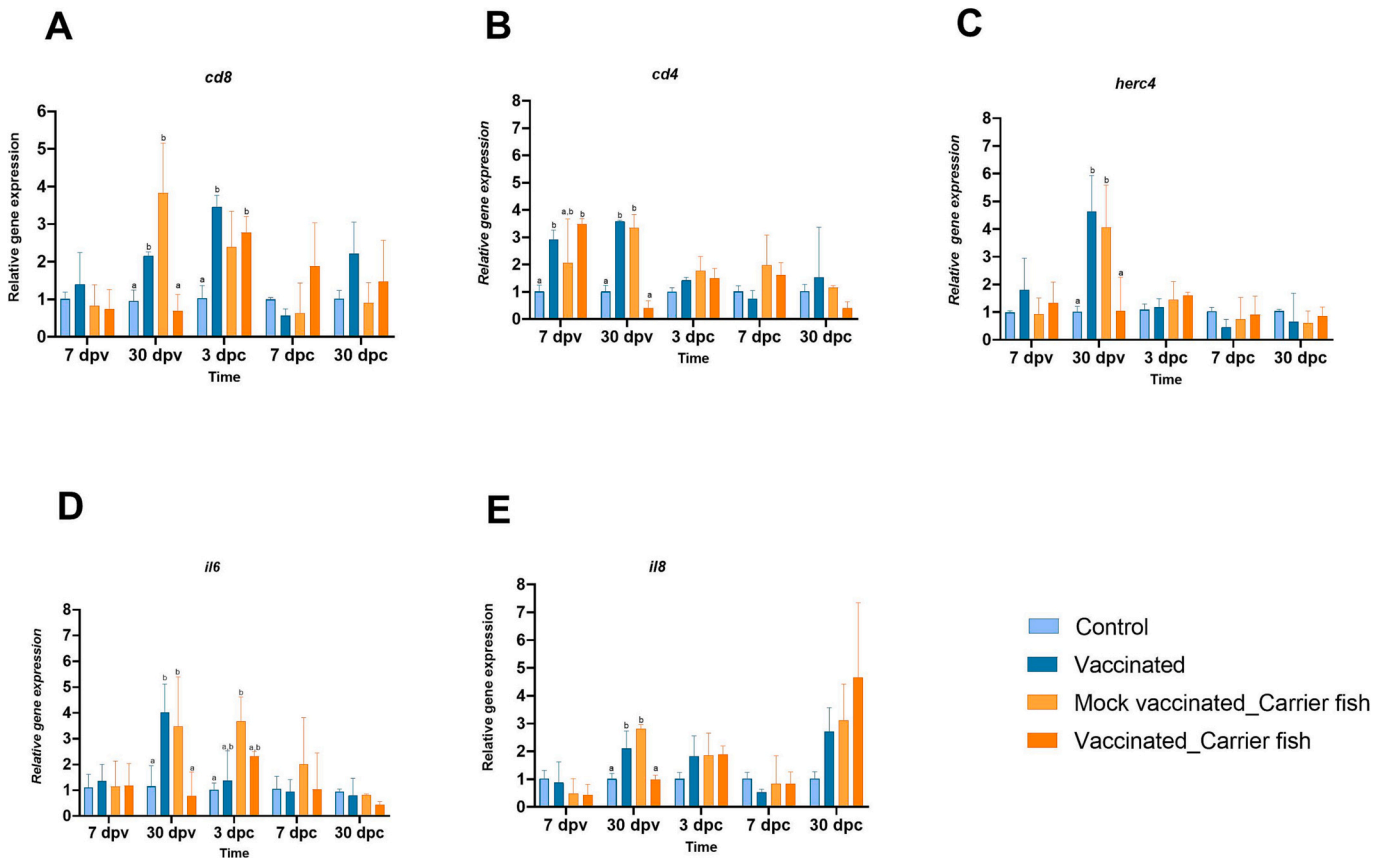 A
cd8
Relative gene expression
6
5
4
3
2
1
0
a b b a
a b b
7 dpv 30 dpv 3 dpc 7 dpc 30 dpc
Time
B
cd4
Relative gene expression
8
7
6
5
4
3
2
1
0
a b a,b b
a b b a
7 dpv 30 dpv 3 dpc 7 dpc 30 dpc
Time
C
herc4
Relative gene expression
8
7
6
5
4
3
2
1
0
a b b a
7 dpv 30 dpv 3 dpc 7 dpc 30 dpc
Time
D
il6
Relative gene expression
8
7
6
5
4
3
2
1
0
a b b a
a a,b b a,b
7 dpv 30 dpv 3 dpc 7 dpc 30 dpc
Time
E
il8
Relative gene expression
8
7
6
5
4
3
2
1
0
a b b a
7 dpv 30 dpv 3 dpc 7 dpc 30 dpc
Time
Control
Vaccinated
Mock vaccinated_Carrier fish
Vaccinated_Carrier fish